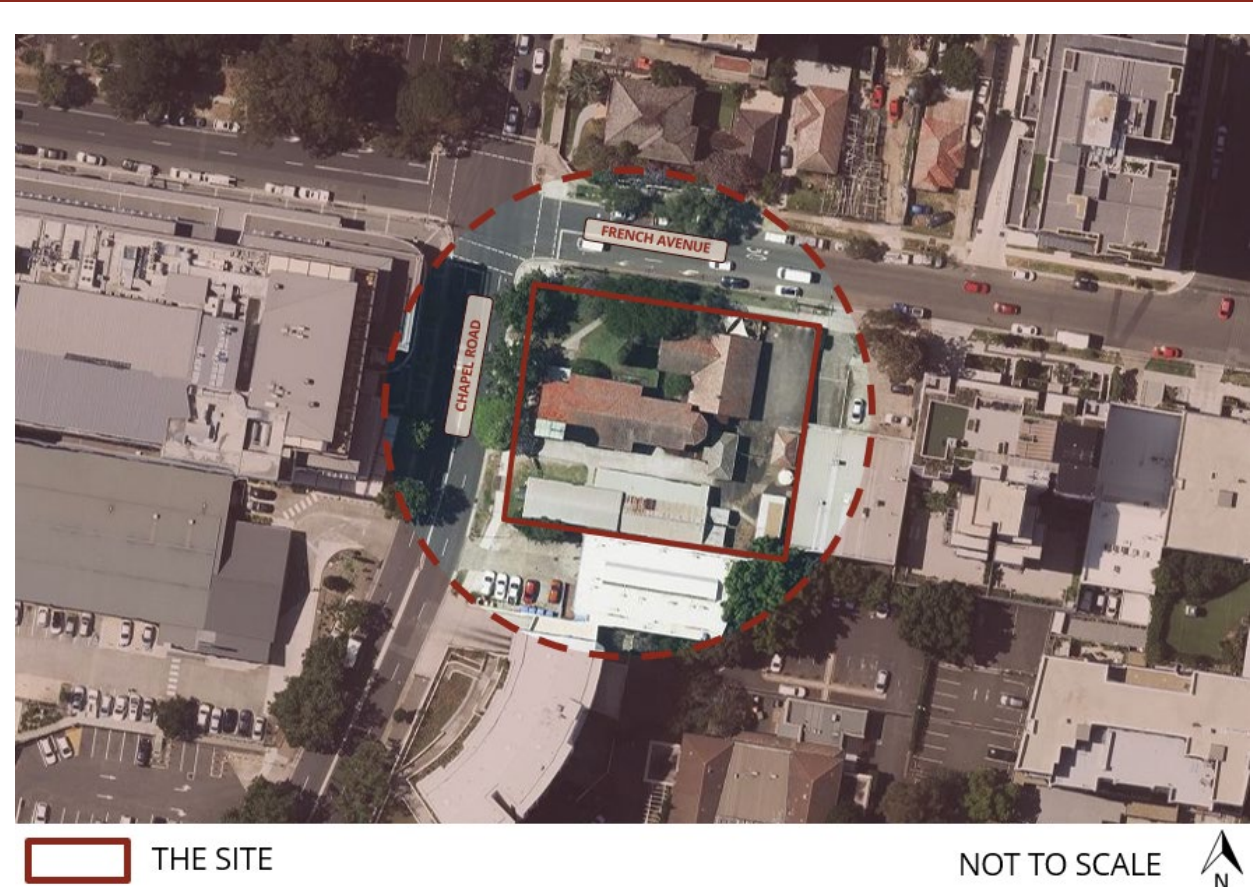 FRENCH AVENUE
CHAPEL ROAD
THE SITE
NOT TO SCALE
N